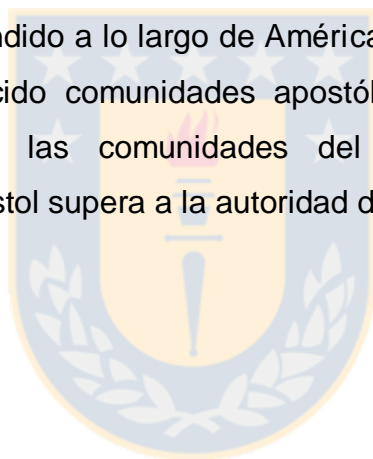 ndido a lo largo de América
cido comunidades apostól
las comunidades del
stol supera a la autoridad d